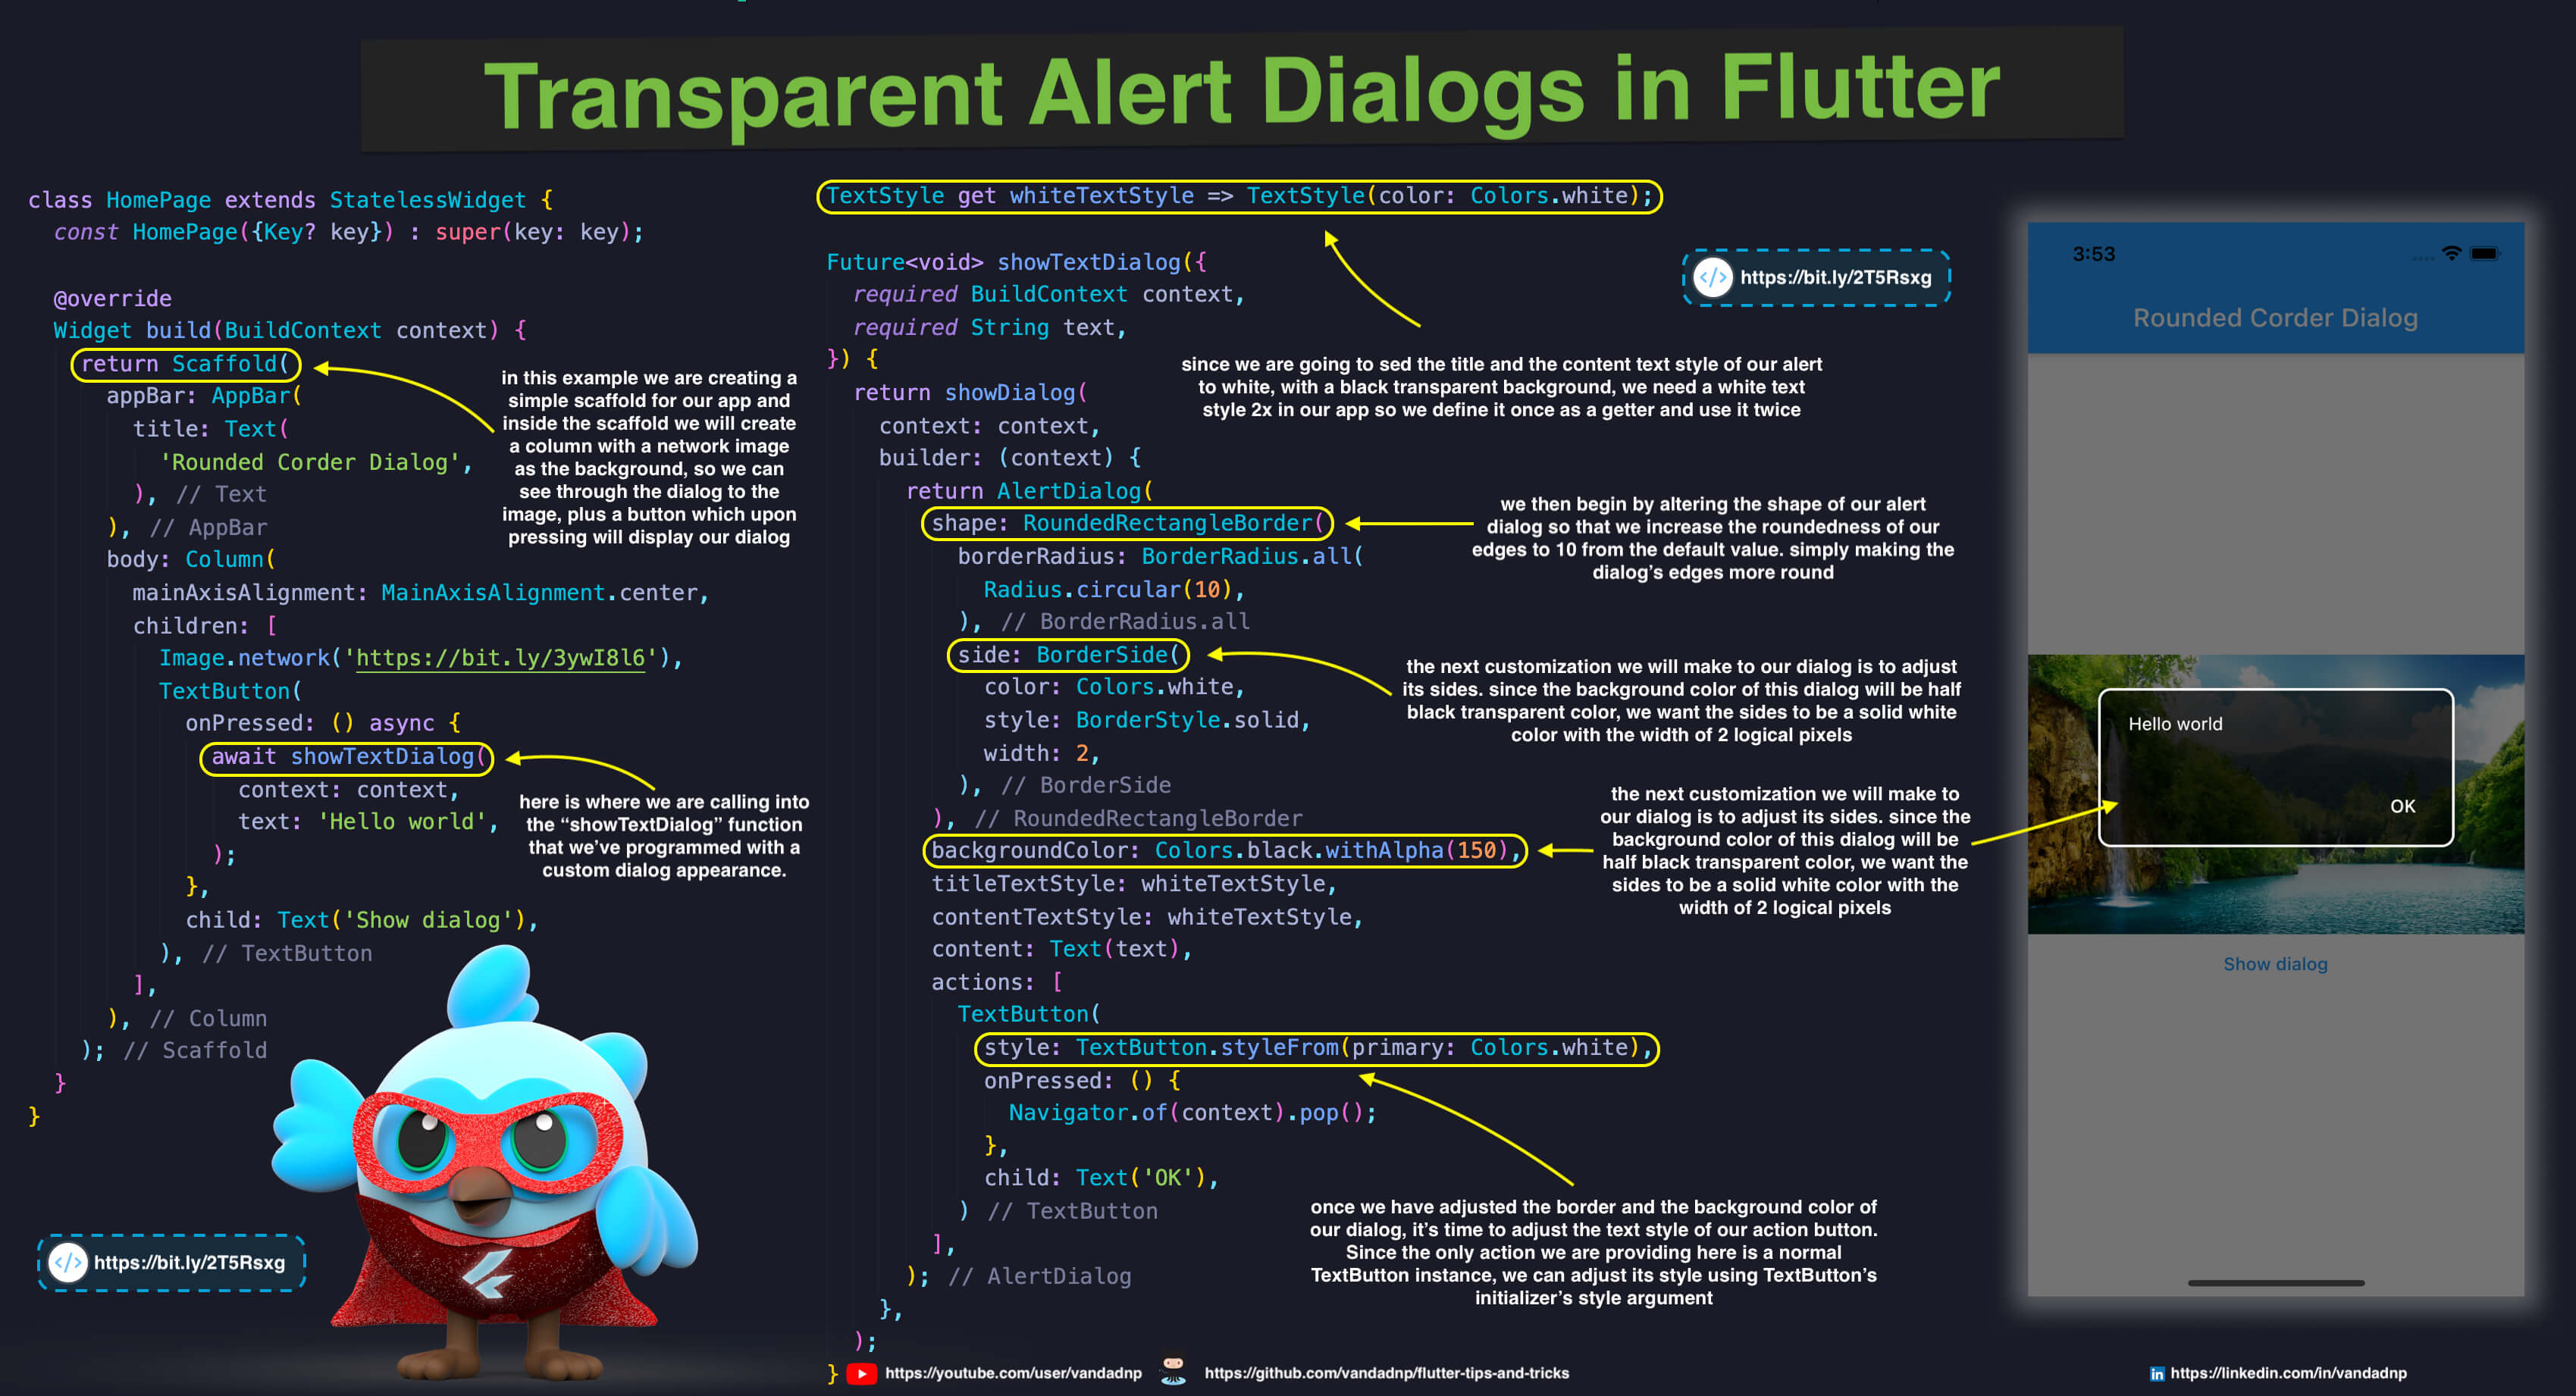 Transparent Alert Dialogs in Flutter
class HomePage extends StatelessWidget {
const HomePage({Key? key}) : super(key: key);
@override
Widget build(BuildContext context) {
return Scaffold(
appBar: AppBar(
title: Text(
'Rounded Corder Dialog',
), // Text
), // AppBar
body: Column(
mainAxisAlignment: MainAxisAlignment.center,
children: [
Image.network('https://bit.ly/3ywI8l6'),
TextButton(
onPressed: () async {
await showTextDialog(
context: context,
text: 'Hello world',
);
},
child: Text('Show dialog'),
), // TextButton
],
), // Column
); // Scaffold
}
}
in this example we are creating a
simple scaffold for our app and
inside the scaffold we will create
a column with a network image
as the background, so we can
see through the dialog to the
image, plus a button which upon
pressing will display our dialog
here is where we are calling into
the “showTextDialog” function
that we’ve programmed with a
custom dialog appearance.
</> https://bit.ly/2T5Rsxg
TextStyle get whiteTextStyle => TextStyle(color: Colors.white);
Future<void> showTextDialog({
required BuildContext context,
required String text,
}) {
return showDialog(
context: context,
builder: (context) {
return AlertDialog(
shape: RoundedRectangleBorder(
borderRadius: BorderRadius.all(
Radius.circular(10),
), // BorderRadius.all
side: BorderSide(
color: Colors.white,
style: BorderStyle.solid,
width: 2,
), // BorderSide
), // RoundedRectangleBorder
backgroundColor: Colors.black.withAlpha(150),
titleTextStyle: whiteTextStyle,
contentTextStyle: whiteTextStyle,
content: Text(text),
actions: [
TextButton(
style: TextButton.styleFrom(primary: Colors.white),
onPressed: () {
Navigator.of(context).pop();
},
child: Text('OK'),
) // TextButton
],
); // AlertDialog
},
);
}
</> https://bit.ly/2T5Rsxg
since we are going to sed the title and the content text style of our alert
to white, with a black transparent background, we need a white text
style 2x in our app so we define it once as a getter and use it twice
we then begin by altering the shape of our alert
dialog so that we increase the roundedness of our
edges to 10 from the default value. simply making the
dialog’s edges more round
the next customization we will make to our dialog is to adjust
its sides. since the background color of this dialog will be half
black transparent color, we want the sides to be a solid white
color with the width of 2 logical pixels
the next customization we will make to
our dialog is to adjust its sides. since the
background color of this dialog will be
half black transparent color, we want the
sides to be a solid white color with the
width of 2 logical pixels
once we have adjusted the border and the background color of
our dialog, it’s time to adjust the text style of our action button.
Since the only action we are providing here is a normal
TextButton instance, we can adjust its style using TextButton’s
initializer’s style argument
3:53
Rounded Corder Dialog
Hello world
OK
Show dialog
https://youtube.com/user/vandadnp
https://github.com/vandadnp/flutter-tips-and-tricks
in https://linkedin.com/in/vandadnp